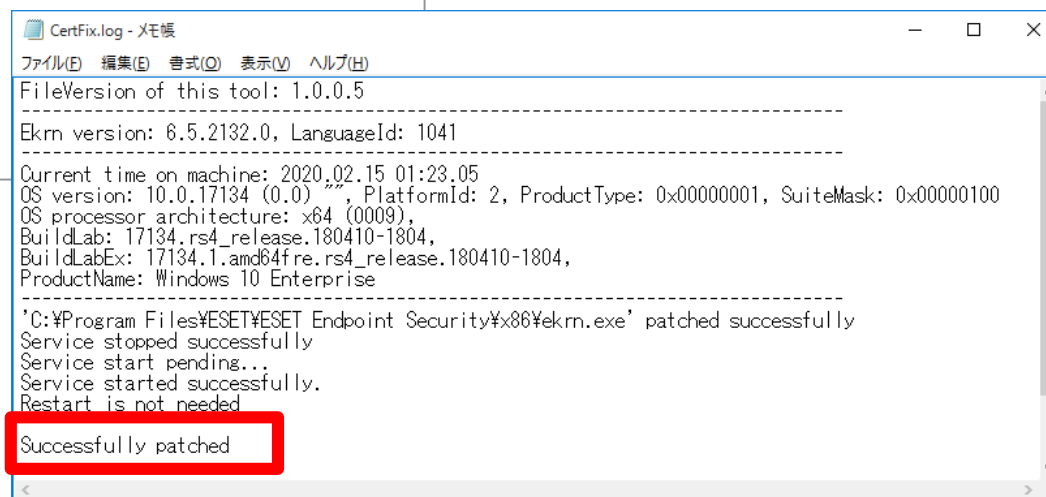 CertFix.log - メモ帳
ファイル(F) 編集(E) 書式(O) 表示(V) ヘルプ(H)
FileVersion of this tool: 1.0.0.5
--------------------------------------------------------------------------------
Ekrn version: 6.5.2132.0, LanguageId: 1041
--------------------------------------------------------------------------------
Current time on machine: 2020.02.15 01:23.05
OS version: 10.0.17134 (0.0) "", PlatformId: 2, ProductType: 0x00000001, SuiteMask: 0x00000100
OS processor architecture: x64 (0009),
BuildLab: 17134.rs4_release.180410-1804,
BuildLabEx: 17134.1.amd64fre.rs4_release.180410-1804,
ProductName: Windows 10 Enterprise
--------------------------------------------------------------------------------
'C:¥Program Files¥ESET¥ESET Endpoint Security¥x86¥ekrn.exe' patched successfully
Service stopped successfully
Service start pending...
Service started successfully.
Restart is not needed
Successfully patched